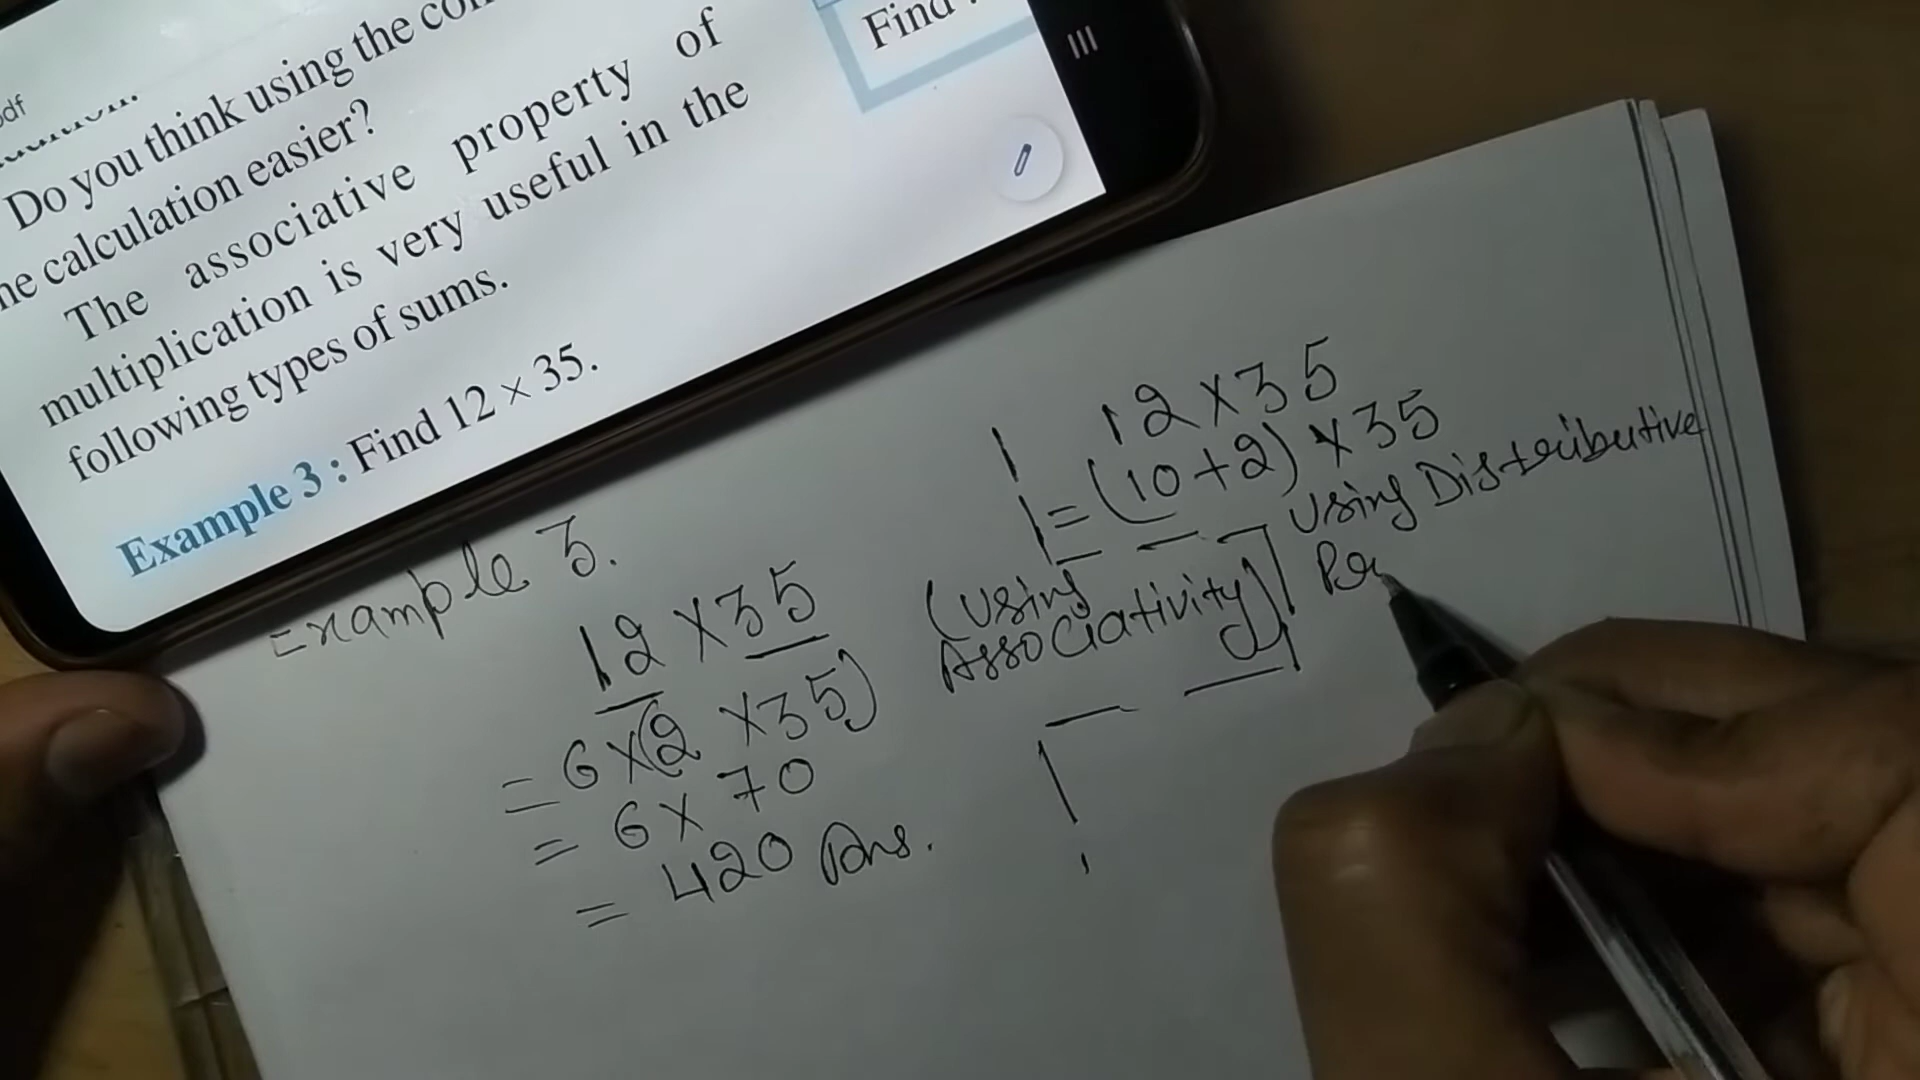 Do you think using the
calculation easier?
The associative property of
multiplication is very useful in the
following types of sums.
Example 3 : Find 12 × 35.
Find
Example 3.
12 × 35
= 6 × (2 × 35)
= 6 × 70
= 420 Ans.
(Using
Associativity)
12 × 35
= (10 + 2) × 35
Using Distributive